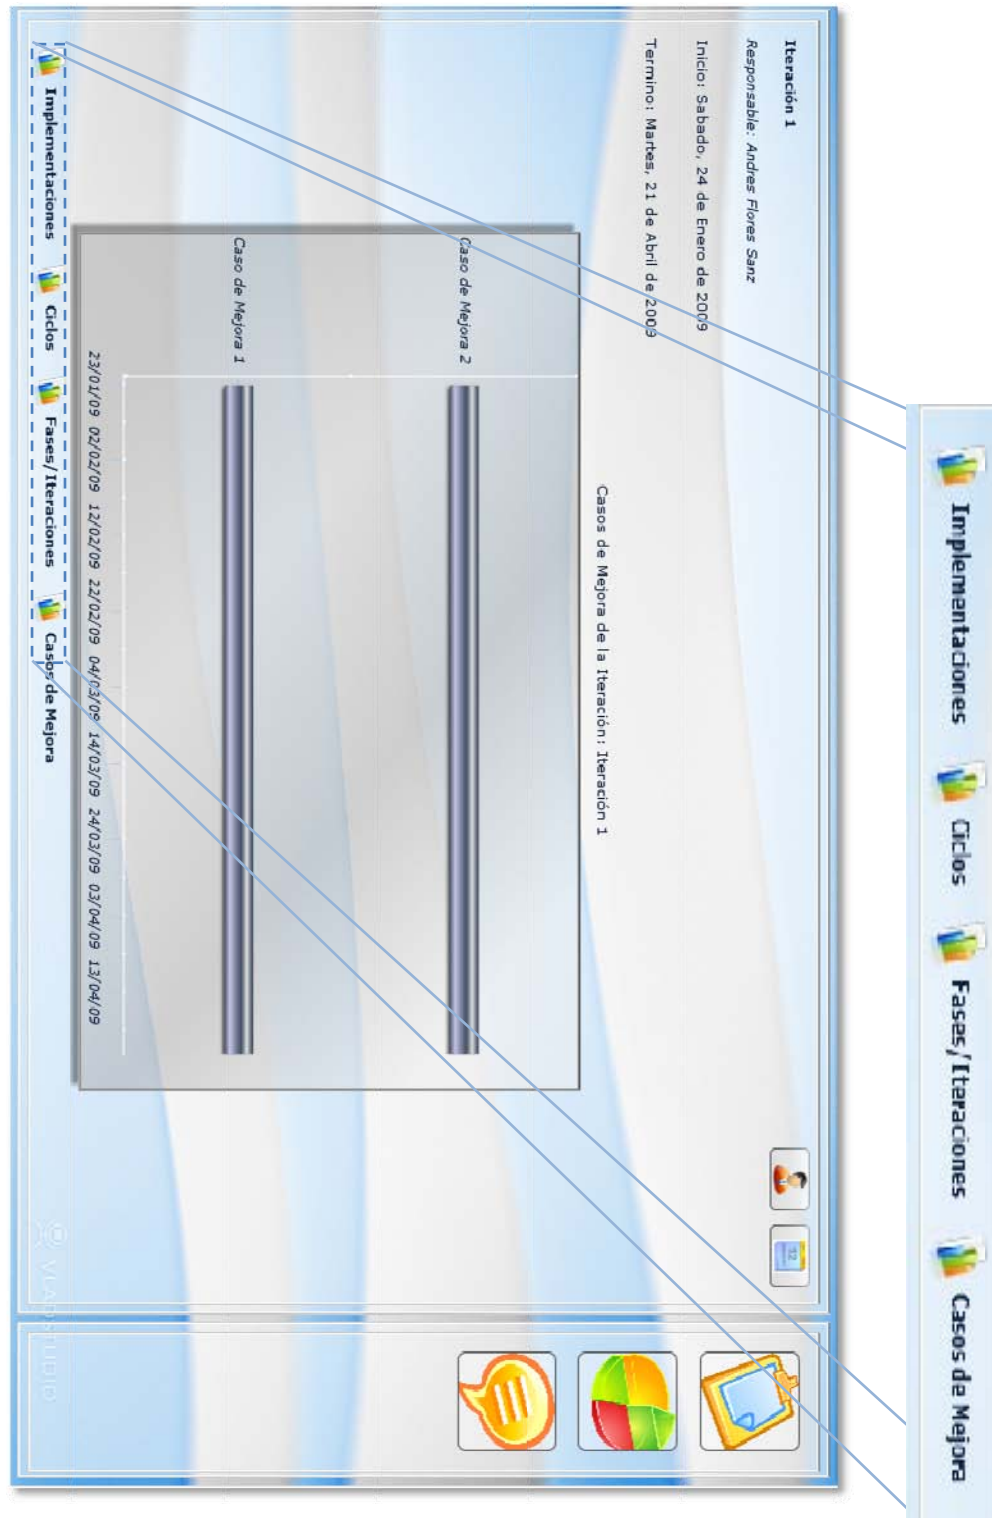 Iteración 1
Responsable: Andres Flores Sanz
Inicio: Sabado, 24 de Enero de 2009
Termino: Martes, 21 de Abril de 2009
Casos de Mejora de la Iteración: Iteración 1
Caso de Mejora 2
Caso de Mejora 1
23/01/09 02/02/09 12/02/09 22/02/09 04/03/09 14/03/09 24/03/09 03/04/09 13/04/09
Implementaciones Ciclos Fases/Iteraciones Casos de Mejora
VLADSTUDIO
12
Implementaciones Ciclos Fases/Iteraciones Casos de Mejora